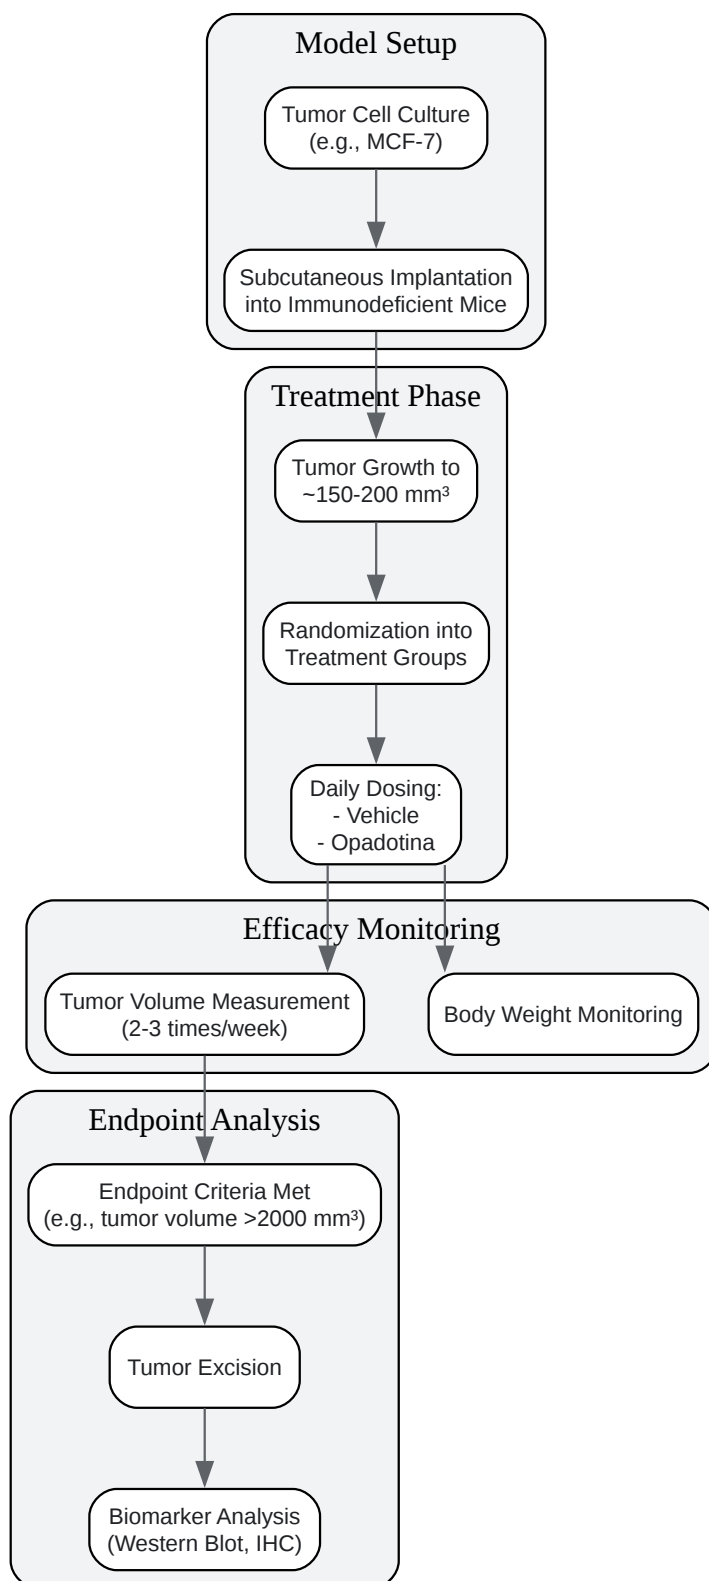 Model Setup
Tumor Cell Culture
(e.g., MCF-7)
Subcutaneous Implantation
into Immunodeficient Mice
Treatment Phase
Tumor Growth to
~150-200 mm³
Randomization into
Treatment Groups
Daily Dosing:
- Vehicle
- Opadotina
Efficacy Monitoring
Tumor Volume Measurement
(2-3 times/week)
Body Weight Monitoring
Endpoint Analysis
Endpoint Criteria Met
(e.g., tumor volume >2000 mm³)
Tumor Excision
Biomarker Analysis
(Western Blot, IHC)